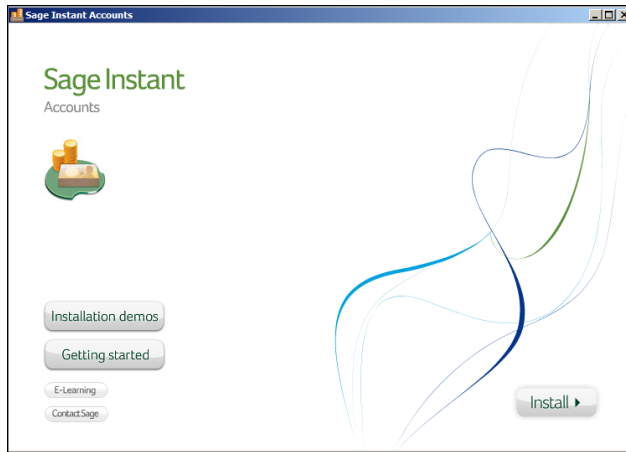 Sage Instant Accounts
Sage Instant
Accounts
Installation demos
Getting started
E-Learning
Contact Sage
Install